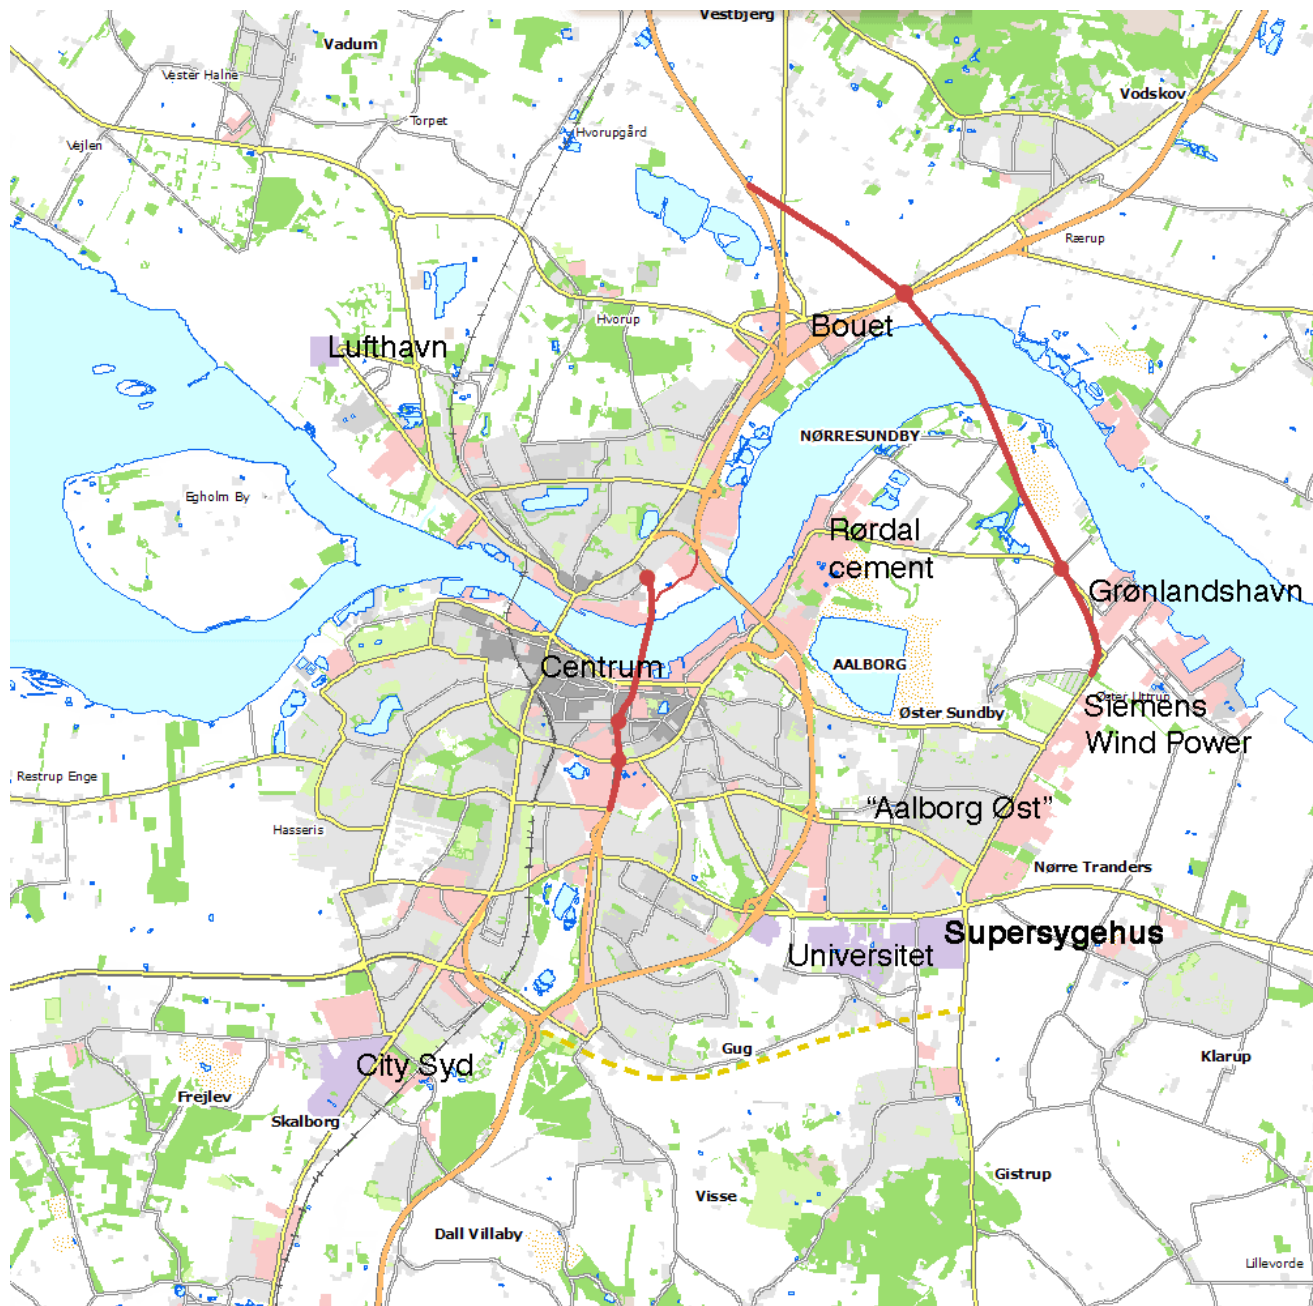 Vestbjerg
Vadum
Vester Halne
Vodskov
Torpet
Hvorupgård
Vejlen
Rærup
Hvorup
Bouet
Lufthavn
NØRRESUNDBY
Egholm By
Rørdal
cement
Grønlandshavn
Centrum
AALBORG
Øster Uttrup
Siemens
Wind Power
Øster Sundby
Restrup Enge
"Aalborg Øst"
Hasseris
Nørre Tranders
Supersygehus
Universitet
Gug
Klarup
City Syd
Frejlev
Skalborg
Gistrup
Visse
Dall Villaby
Lillevorde